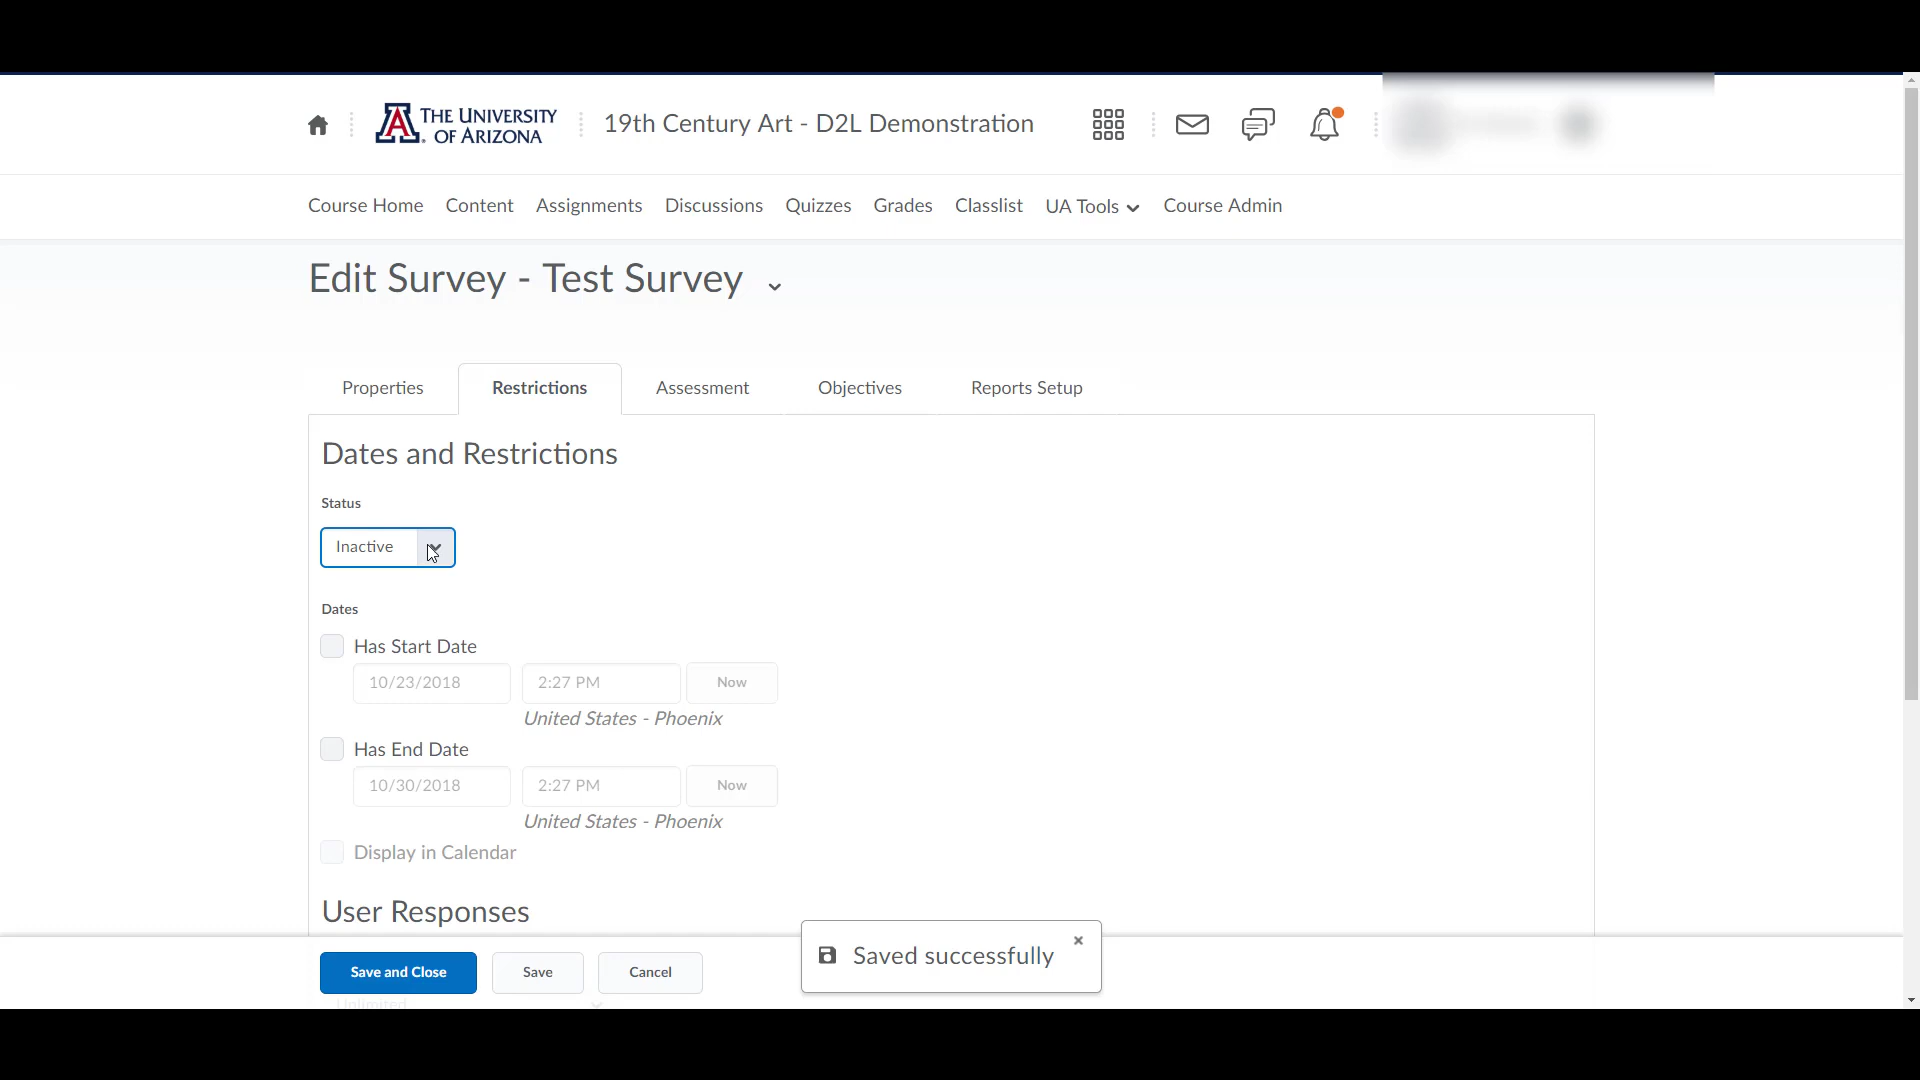 THE UNIVERSITY
OF ARIZONA
19th Century Art - D2L Demonstration
Course Home Content Assignments Discussions Quizzes Grades Classlist UA Tools Course Admin
Edit Survey - Test Survey
Properties Restrictions Assessment Objectives Reports Setup
Dates and Restrictions
Status
Inactive
Dates
Has Start Date
10/23/2018 2:27 PM Now
United States - Phoenix
Has End Date
10/30/2018 2:27 PM Now
United States - Phoenix
Display in Calendar
User Responses
Saved successfully
Save and Close Save Cancel
Unlimited